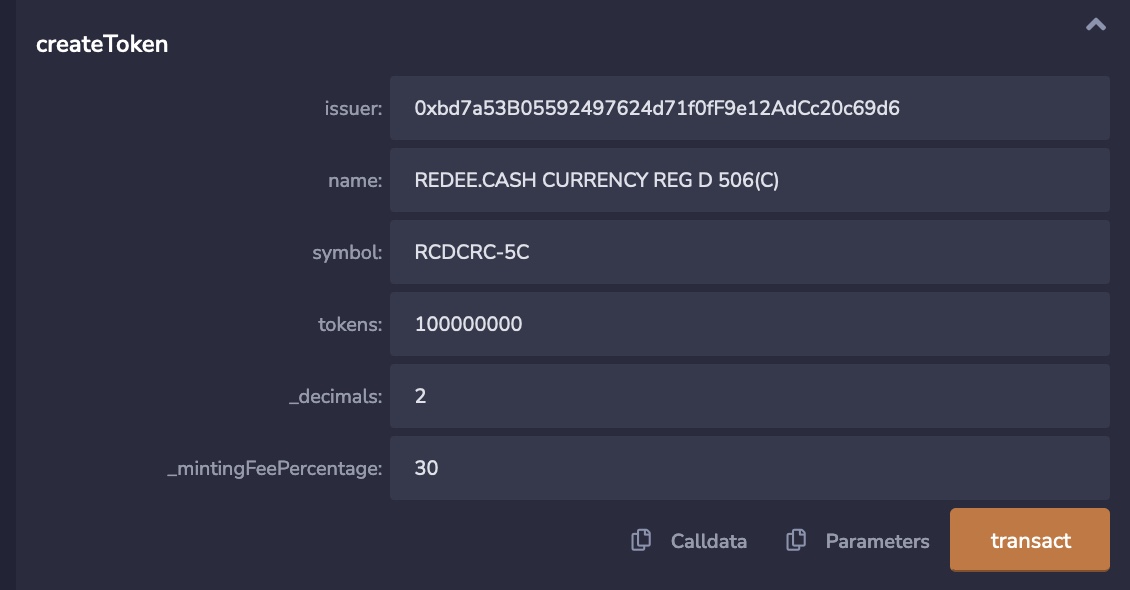 createToken
issuer: 0xbd7a53B05592497624d71f0fF9e12AdCc20c69d6
name: REDEE.CASH CURRENCY REG D 506(C)
symbol: RCDCRC-5C
tokens: 100000000
_decimals: 2
_mintingFeePercentage: 30
Calldata Parameters transact